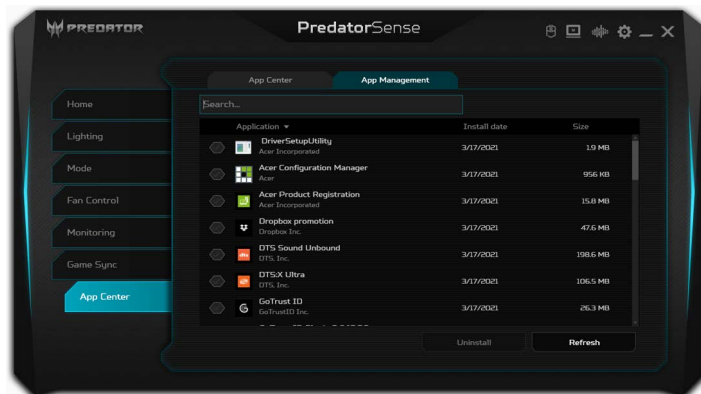 PREDATOR
PredatorSense
App Center
App Management
Home
Lighting
Mode
Fan Control
Monitoring
Game Sync
App Center
Search...
Application
Install date
Size
DriverSetupUtility
Acer Incorporated
3/17/2021
1.9 MB
Acer Configuration Manager
Acer
3/17/2021
956 KB
Acer Product Registration
Acer Incorporated
3/17/2021
15.8 MB
Dropbox promotion
Dropbox Inc.
3/17/2021
47.6 MB
dts
DTS Sound Unbound
DTS, Inc.
3/17/2021
198.6 MB
DTS:X Ultra
DTS, Inc.
3/17/2021
106.5 MB
GoTrust ID
GoTrustID Inc.
3/17/2021
26.3 MB
Uninstall
Refresh